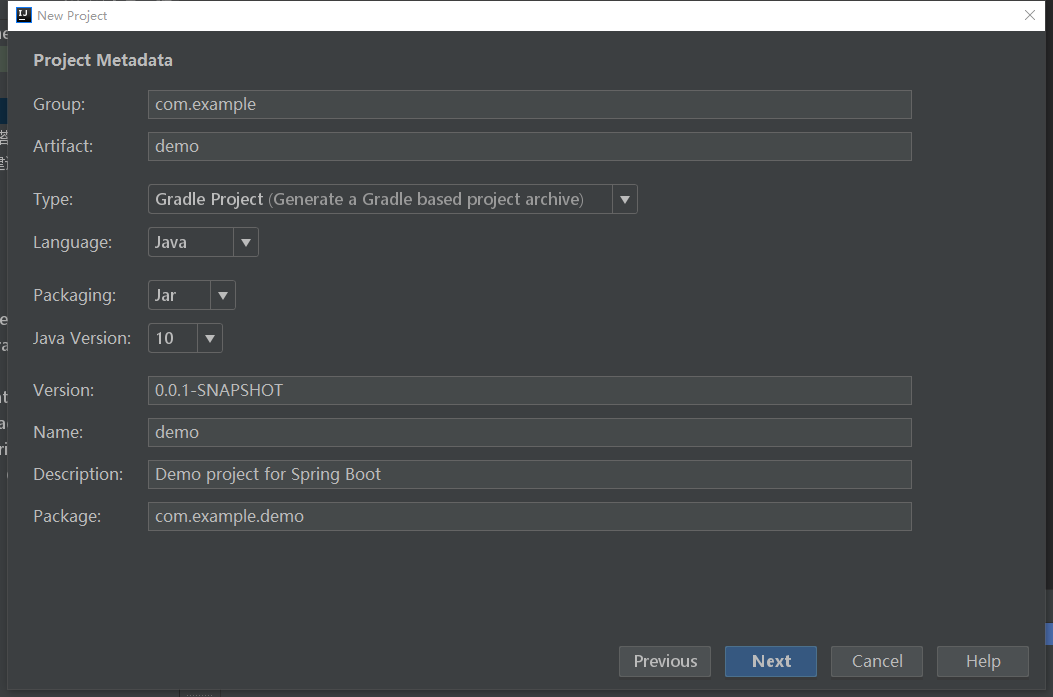 New Project
Project Metadata
Group: com.example
Artifact: demo
Type: Gradle Project (Generate a Gradle based project archive)
Language: Java
Packaging: Jar
Java Version: 10
Version: 0.0.1-SNAPSHOT
Name: demo
Description: Demo project for Spring Boot
Package: com.example.demo
Previous Next Cancel Help